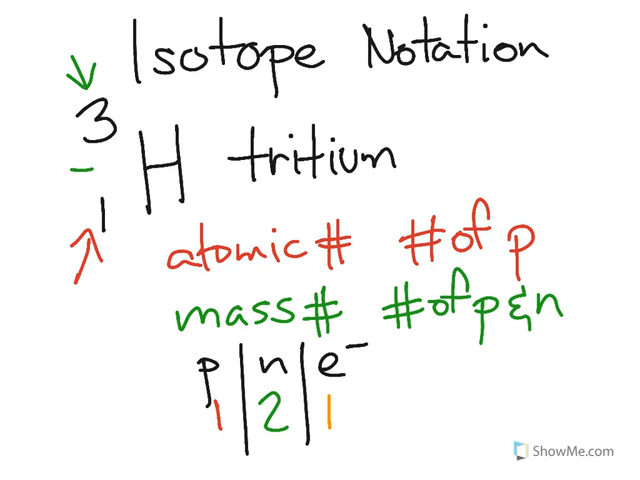 Isotope Notation
3
- H tritium
1
atomic # # of p
mass # # of p & n
p | n | e⁻
1 | 2 | 1
ShowMe.com